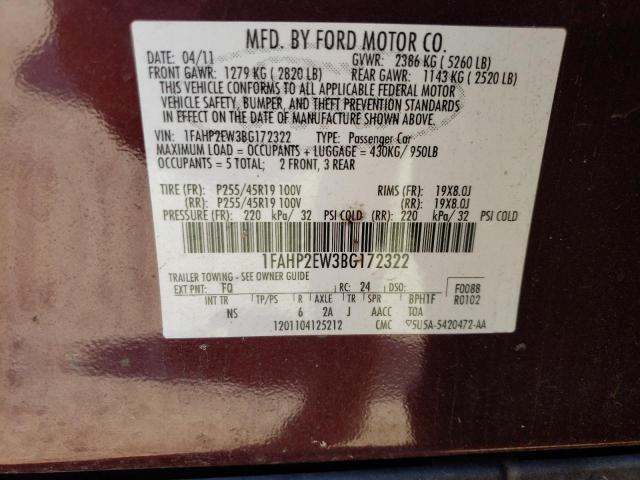 MFD. BY FORD MOTOR CO.
04/11 GVWR: 2386 KG ( 5260 LB)
FRONT GAWR: 1279 KG ( 2820 LB) REAR GAWR: 1143 KG ( 2520 LB)
THIS VEHICLE CONFORMS TO ALL APPLICABLE FEDERAL MOTOR
VEHICLE SAFETY, BUMPER, AND THEFT PREVENTION STANDARDS
IN EFFECT ON THE DATE OF MANUFACTURE SHOWN ABOVE.
VIN: 1FAHP2EW3BG172322 TYPE: Passenger Car
MAXIMUM LOAD = OCCUPANTS + LUGGAGE = 430KG/ 950LB
OCCUPANTS = 5 TOTAL; 2 FRONT, 3 REAR
TIRE (FR): P255/45R19 100V RIMS (FR): 19X8.0J
(RR): P255/45R19 100V (RR): 19X8.0J
PRESSURE (FR): 220 kPa/ 32 PSI COLD (RR): 220 kPa/ 32 PSI COLD
1FAHP2EW3BG172322
TRAILER TOWING - SEE OWNER GUIDE
EXT PNT: FQ RC: 24 DSO: F0088
INT TR TP/PS R AXLE TR SPR BPH1F R0102
NS 6 2A J AACC TOA
1201104125212 CMC 5U5A-5420472-AA